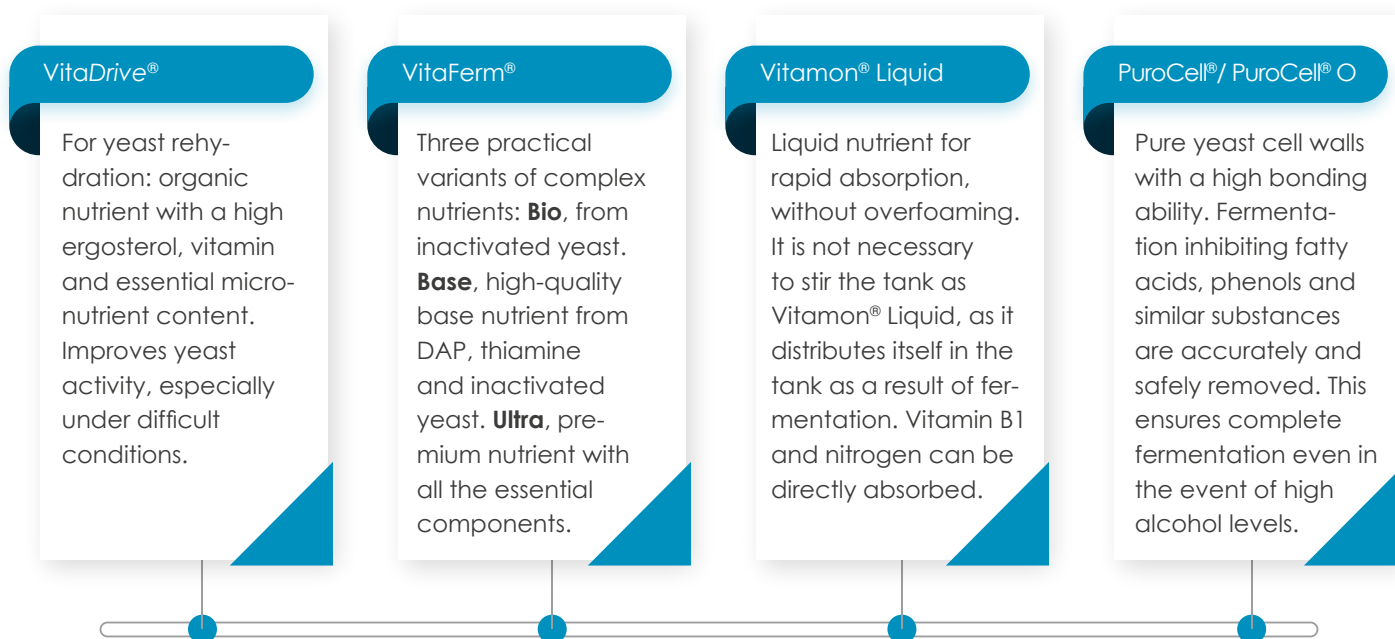 VitaDrive®
For yeast rehy-
dration: organic
nutrient with a high
ergosterol, vitamin
and essential micro-
nutrient content.
Improves yeast
activity, especially
under difficult
conditions.
VitaFerm®
Three practical
variants of complex
nutrients: Bio, from
inactivated yeast.
Base, high-quality
base nutrient from
DAP, thiamine
and inactivated
yeast. Ultra, pre-
mium nutrient with
all the essential
components.
Vitamon® Liquid
Liquid nutrient for
rapid absorption,
without overfoaming.
It is not necessary
to stir the tank as
Vitamon® Liquid, as it
distributes itself in the
tank as a result of fer-
mentation. Vitamin B1
and nitrogen can be
directly absorbed.
PuroCell®/ PuroCell® O
Pure yeast cell walls
with a high bonding
ability. Fermenta-
tion inhibiting fatty
acids, phenols and
similar substances
are accurately and
safely removed. This
ensures complete
fermentation even in
the event of high
alcohol levels.